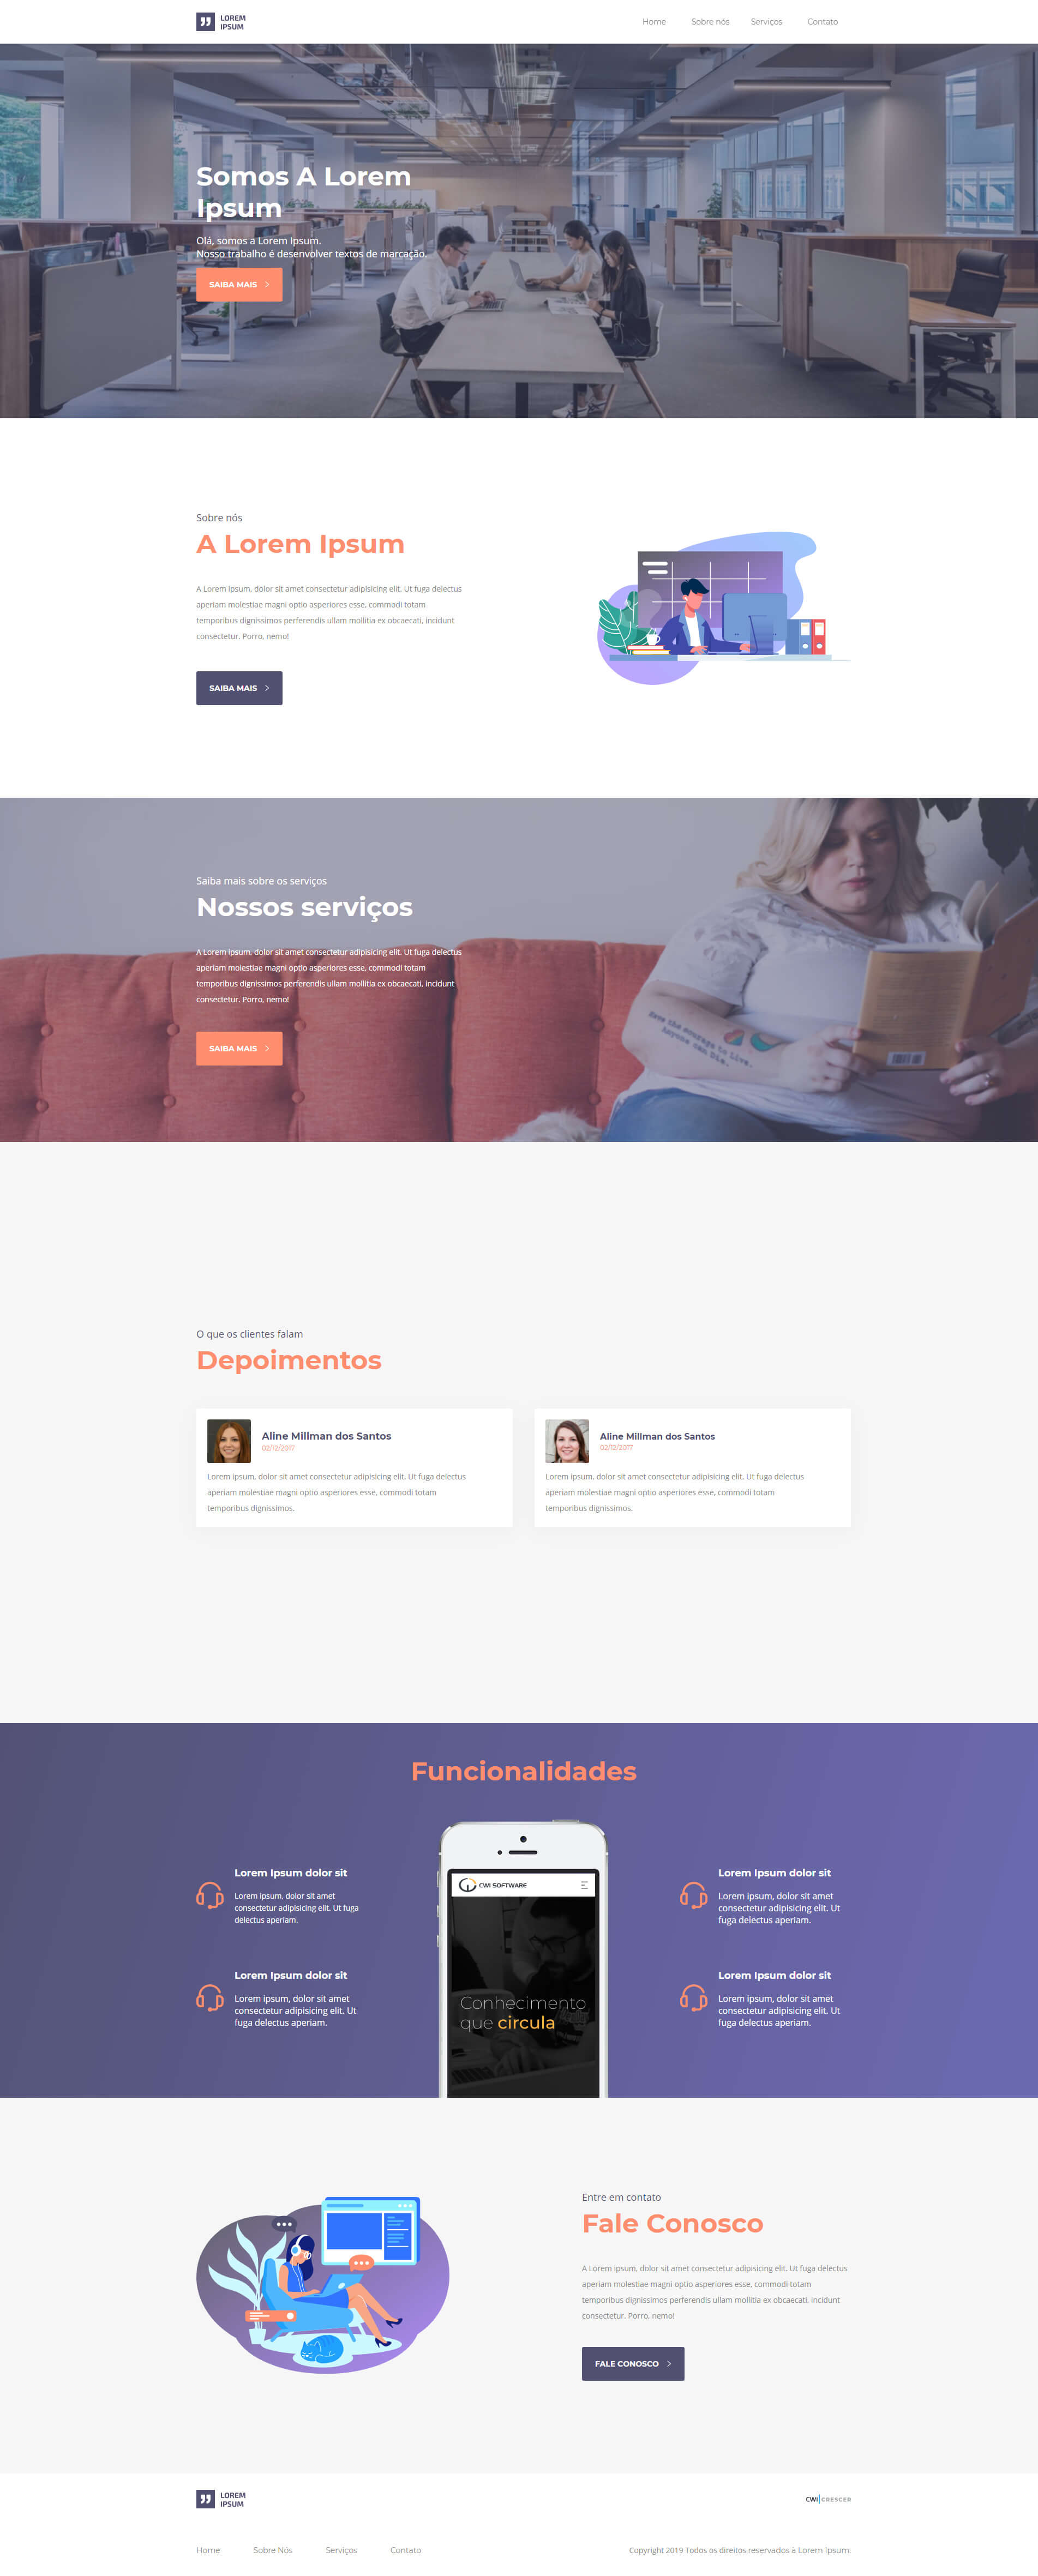 LOREM
IPSUM
Home Sobre nós Serviços Contato
Somos A Lorem
Ipsum
Olá, somos a Lorem Ipsum.
Nosso trabalho é desenvolver textos de marcação.
SAIBA MAIS
Sobre nós
A Lorem Ipsum
A Lorem ipsum, dolor sit amet consectetur adipisicing elit. Ut fuga delectus
aperiam molestiae magni optio asperiores esse, commodi totam
temporibus dignissimos perferendis ullam mollitia ex obcaecati, incidunt
consectetur. Porro, nemo!
SAIBA MAIS
Saiba mais sobre os serviços
Nossos serviços
A Lorem ipsum, dolor sit amet consectetur adipisicing elit. Ut fuga delectus
aperiam molestiae magni optio asperiores esse, commodi totam
temporibus dignissimos perferendis ullam mollitia ex obcaecati, incidunt
consectetur. Porro, nemo!
SAIBA MAIS
Have the courage to Live.
Anyone can Die.
O que os clientes falam
Depoimentos
Aline Millman dos Santos
02/12/2017
Lorem ipsum, dolor sit amet consectetur adipisicing elit. Ut fuga delectus
aperiam molestiae magni optio asperiores esse, commodi totam
temporibus dignissimos.
Aline Millman dos Santos
02/12/2017
Lorem ipsum, dolor sit amet consectetur adipisicing elit. Ut fuga delectus
aperiam molestiae magni optio asperiores esse, commodi totam
temporibus dignissimos.
Funcionalidades
Lorem Ipsum dolor sit
Lorem ipsum, dolor sit amet
consectetur adipisicing elit. Ut fuga
delectus aperiam.
Lorem Ipsum dolor sit
Lorem ipsum, dolor sit amet
consectetur adipisicing elit. Ut
fuga delectus aperiam.
CWI SOFTWARE
Conhecimento
que circula
Lorem Ipsum dolor sit
Lorem ipsum, dolor sit amet
consectetur adipisicing elit. Ut
fuga delectus aperiam.
Lorem Ipsum dolor sit
Lorem ipsum, dolor sit amet
consectetur adipisicing elit. Ut
fuga delectus aperiam.
Entre em contato
Fale Conosco
A Lorem ipsum, dolor sit amet consectetur adipisicing elit. Ut fuga delectus
aperiam molestiae magni optio asperiores esse, commodi totam
temporibus dignissimos perferendis ullam mollitia ex obcaecati, incidunt
consectetur. Porro, nemo!
FALE CONOSCO
LOREM
IPSUM
CWI CRESCER
Home Sobre Nós Serviços Contato
Copyright 2019 Todos os direitos reservados à Lorem Ipsum.